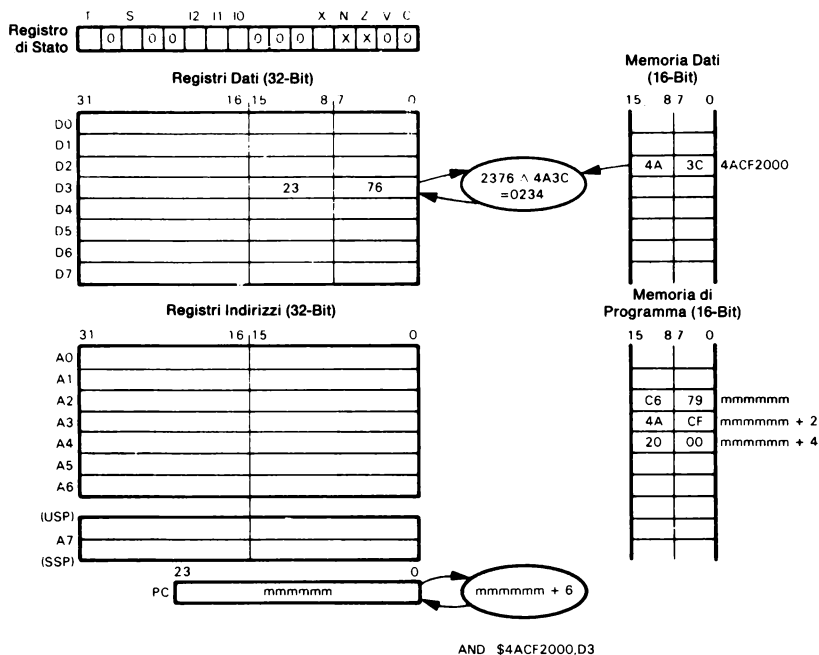 T S I2 I1 I0 X N Z V C
Registro di Stato
0 0 0 0 0 0 X X 0 0
Registri Dati (32-Bit)
31 16 15 8 7 0
D0
D1
D2
D3 23 76
D4
D5
D6
D7
2376 ∧ 4A3C
=0234
Memoria Dati
(16-Bit)
15 8 7 0
4A 3C 4ACF2000
Registri Indirizzi (32-Bit)
31 16 15 0
A0
A1
A2
A3
A4
A5
A6
(USP)
A7
(SSP)
23 0
PC mmmmmm
mmmmmm + 6
Memoria di
Programma (16-Bit)
15 8 7 0
C6 79 mmmmmm
4A CF mmmmmm + 2
20 00 mmmmmm + 4
AND $4ACF2000,D3